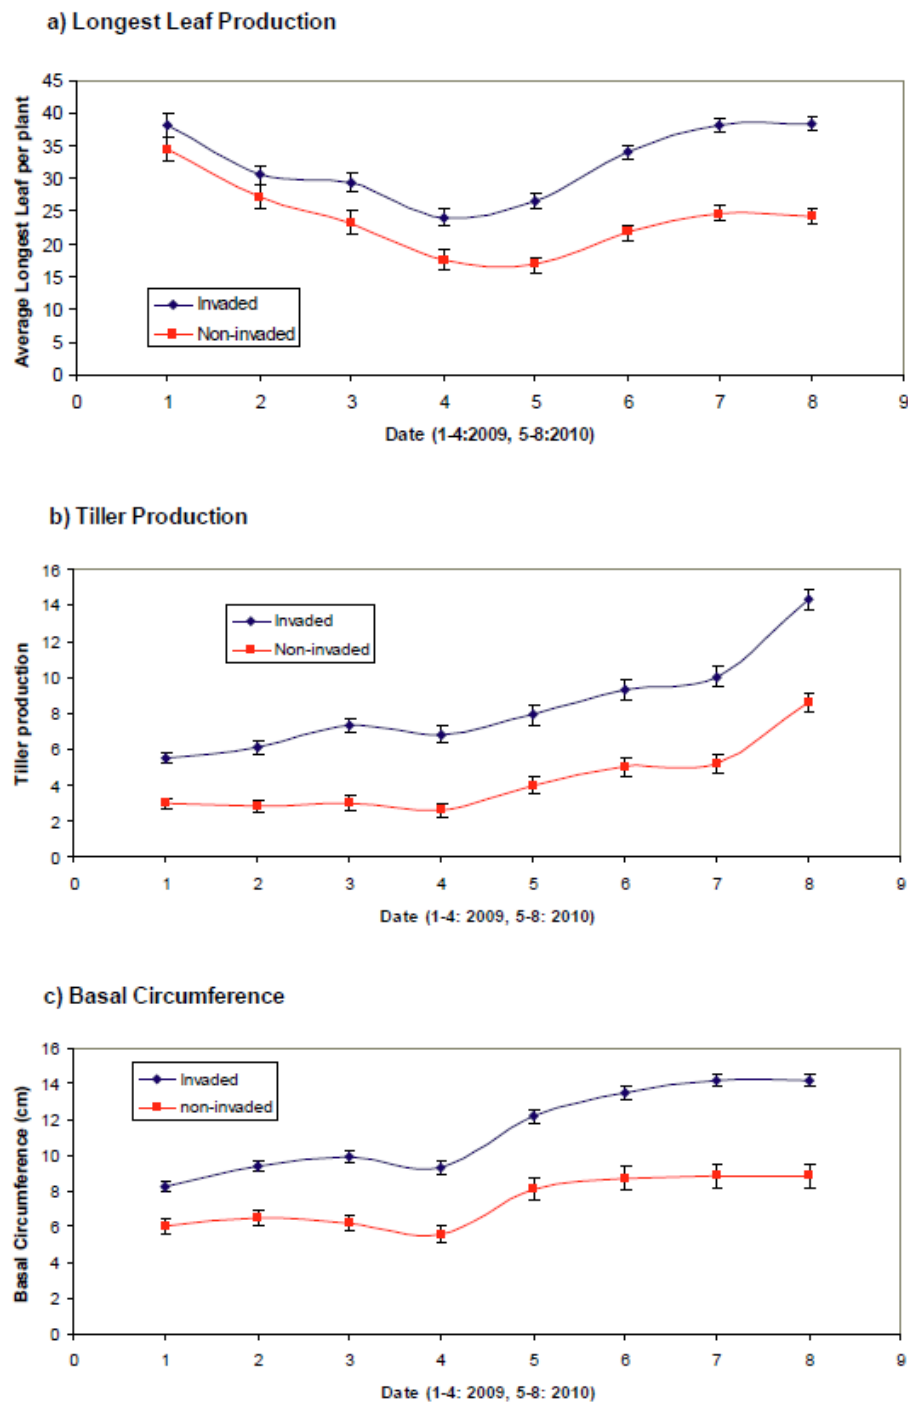 a) Longest Leaf Production
45
40
35
30
25
20
15
10
5
0
Average Longest Leaf per plant
Invaded
Non-invaded
0 1 2 3 4 5 6 7 8 9
Date (1-4:2009, 5-8:2010)
b) Tiller Production
16
14
12
10
8
6
4
2
0
Tiller production
Invaded
Non-invaded
0 1 2 3 4 5 6 7 8 9
Date (1-4: 2009, 5-8: 2010)
c) Basal Circumference
16
14
12
10
8
6
4
2
0
Basal Circumference (cm)
Invaded
non-invaded
0 1 2 3 4 5 6 7 8 9
Date (1-4: 2009, 5-8: 2010)